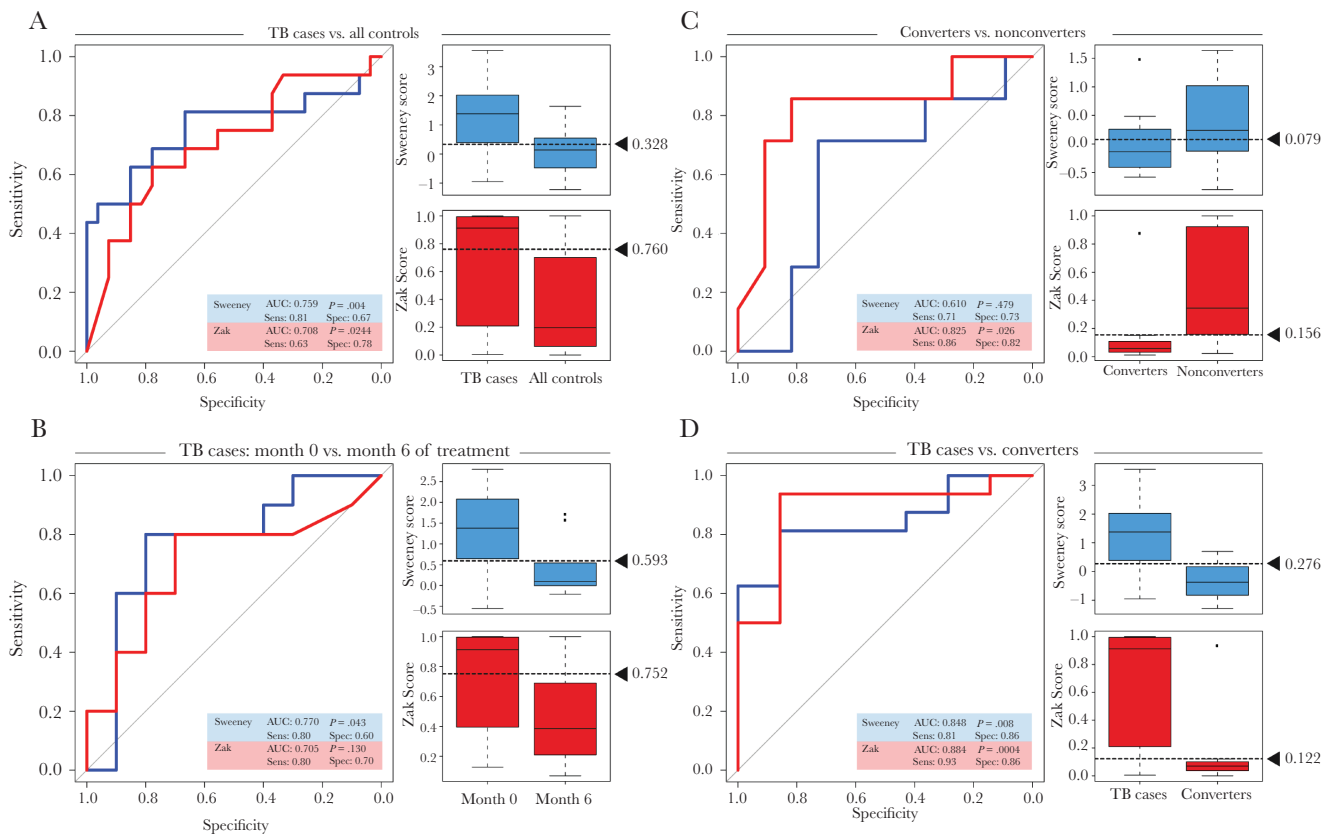 A
TB cases vs. all controls
1.0
0.8
0.6
0.4
0.2
0.0
Sensitivity
1.0 0.8 0.6 0.4 0.2 0.0
Specificity
Sweeney AUC: 0.759 P = .004
Sens: 0.81 Spec: 0.67
Zak AUC: 0.708 P = .0244
Sens: 0.63 Spec: 0.78
Sweeney score
3
2
1
0
−1
0.328
Zak Score
1.0
0.8
0.6
0.4
0.2
0.0
0.760
TB cases All controls
C
Converters vs. nonconverters
1.0
0.8
0.6
0.4
0.2
0.0
Sensitivity
1.0 0.8 0.6 0.4 0.2 0.0
Specificity
Sweeney AUC: 0.610 P = .479
Sens: 0.71 Spec: 0.73
Zak AUC: 0.825 P = .026
Sens: 0.86 Spec: 0.82
Sweeney score
1.5
1.0
0.0
0.0
−0.5
0.079
Zak Score
1.0
0.8
0.6
0.4
0.2
0.0
0.156
Converters Nonconverters
B
TB cases: month 0 vs. month 6 of treatment
1.0
0.8
0.6
0.4
0.2
0.0
Sensitivity
1.0 0.8 0.6 0.4 0.2 0.0
Specificity
Sweeney AUC: 0.770 P = .043
Sens: 0.80 Spec: 0.60
Zak AUC: 0.705 P = .130
Sens: 0.80 Spec: 0.70
Sweeney score
2.5
2.0
1.5
1.0
0.5
0.0
−0.5
0.593
Zak Score
1.0
0.8
0.6
0.4
0.2
0.752
Month 0 Month 6
D
TB cases vs. converters
1.0
0.8
0.6
0.4
0.2
0.0
Sensitivity
1.0 0.8 0.6 0.4 0.2 0.0
Specificity
Sweeney AUC: 0.848 P = .008
Sens: 0.81 Spec: 0.86
Zak AUC: 0.884 P = .0004
Sens: 0.93 Spec: 0.86
Sweeney score
3
2
1
0
−1
0.276
Zak Score
1.0
0.8
0.6
0.4
0.2
0.0
0.122
TB cases Converters